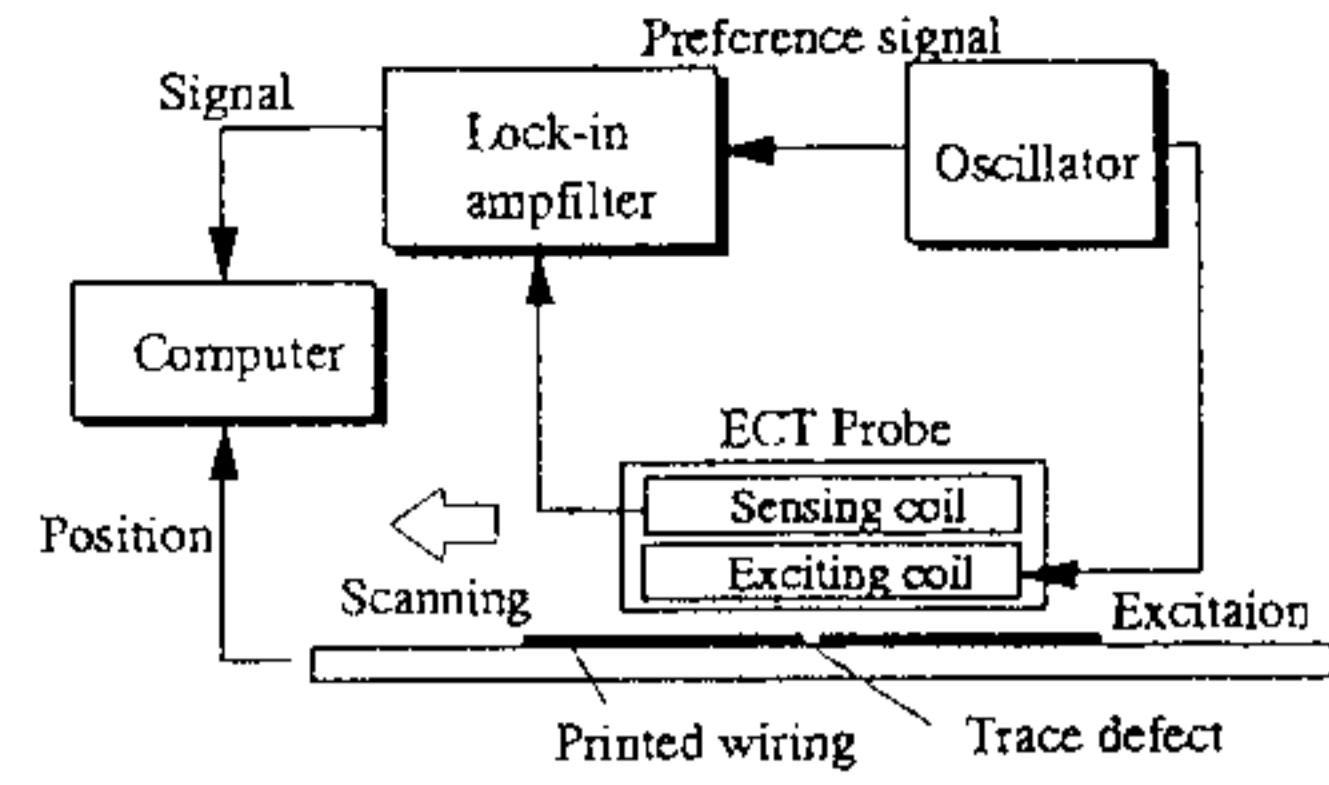 Preference signal
Signal
Lock-in
ampfilter
Oscillator
Computer
ECT Probe
Sensing coil
Position
Exciting coil
Scanning
Excitaion
Printed wiring
Trace defect